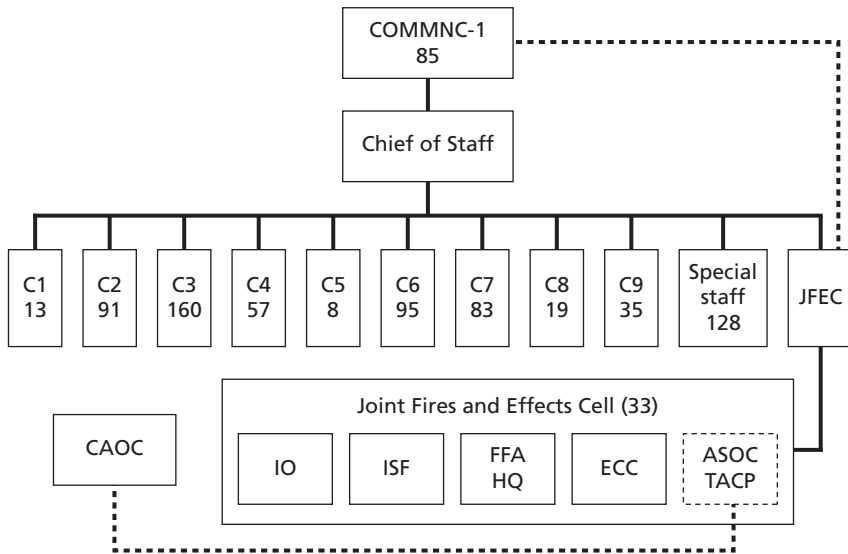 COMMNC-1
85
Chief of Staff
C1
13
C2
91
C3
160
C4
57
C5
8
C6
95
C7
83
C8
19
C9
35
Special
staff
128
JFEC
Joint Fires and Effects Cell (33)
CAOC
IO
ISF
FFA
HQ
ECC
ASOC
TACP